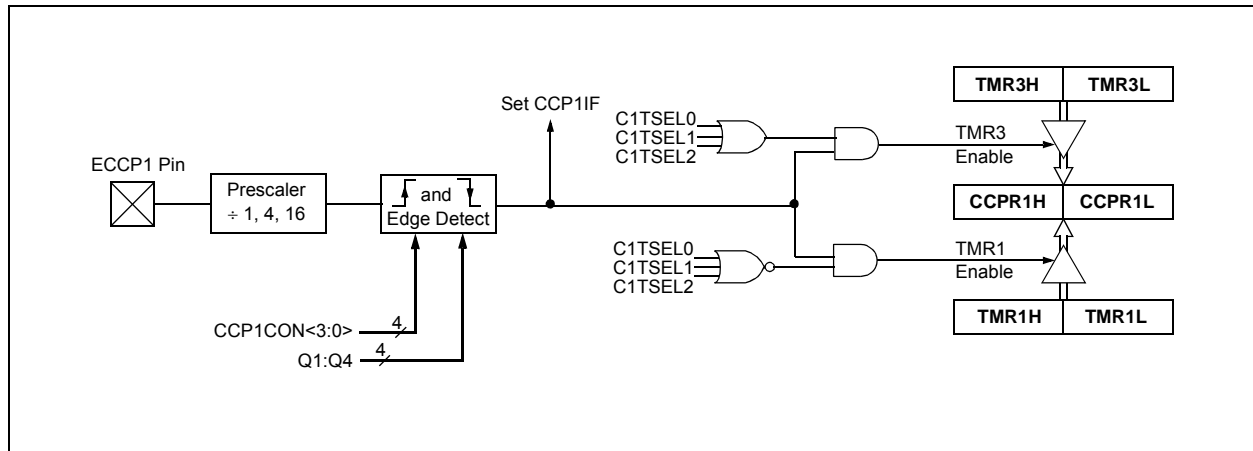 TMR3H TMR3L
Set CCP1IF
C1TSEL0
C1TSEL1
C1TSEL2
TMR3
Enable
ECCP1 Pin
Prescaler
÷ 1, 4, 16
and
Edge Detect
CCPR1H CCPR1L
C1TSEL0
C1TSEL1
C1TSEL2
TMR1
Enable
TMR1H TMR1L
CCP1CON<3:0>
4
Q1:Q4
4